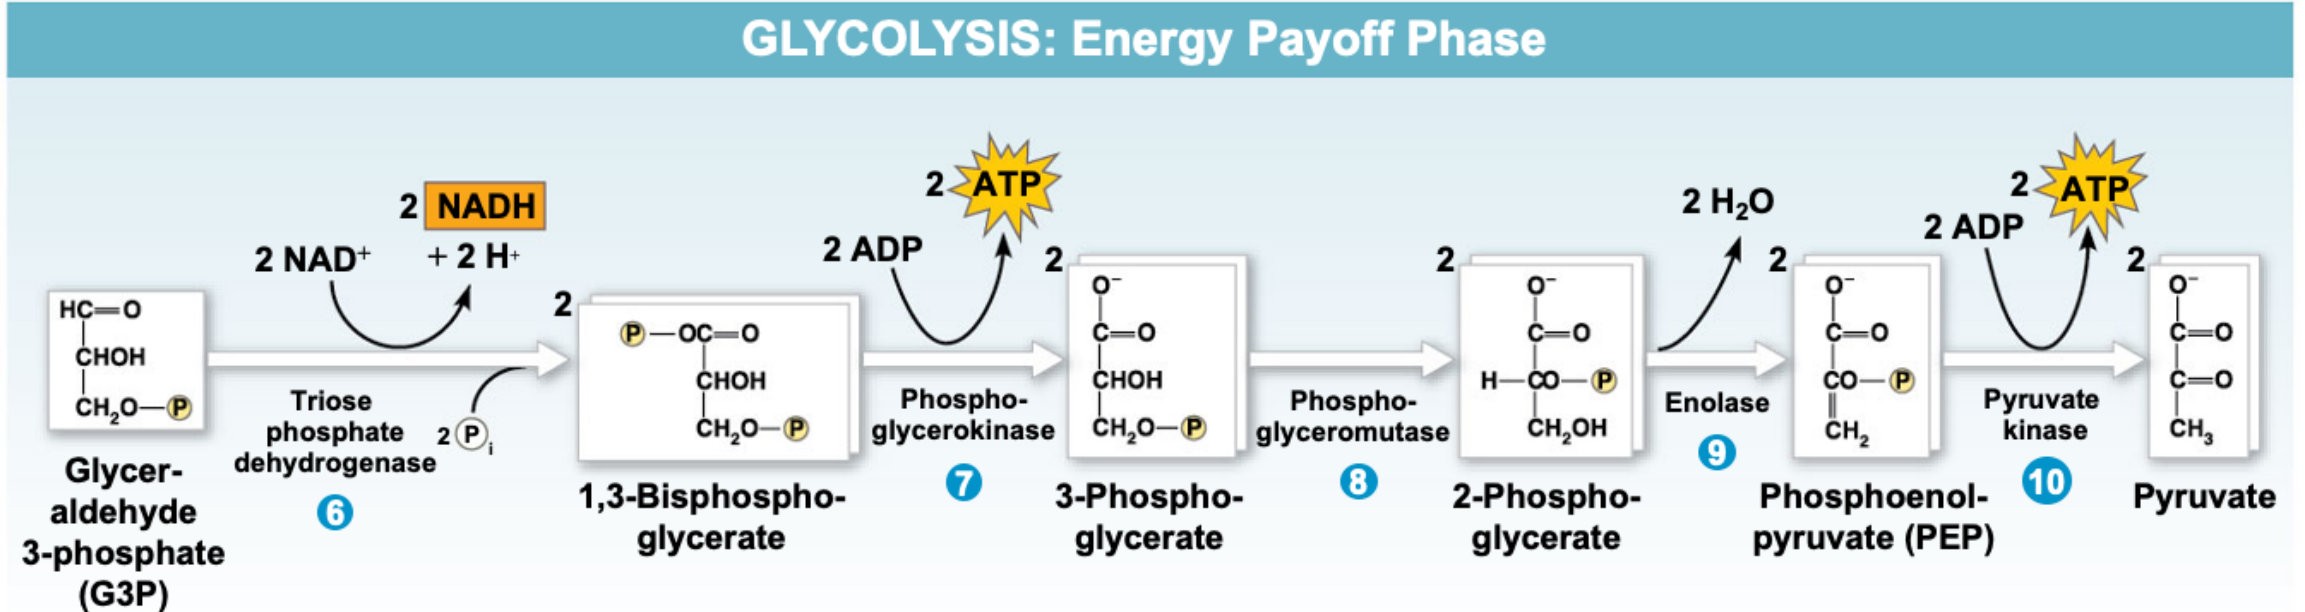 GLYCOLYSIS: Energy Payoff Phase
2 NAD⁺
2 NADH
+ 2 H⁺
2 ADP
2 ATP
2 H₂O
2 ADP
2 ATP
HC=O
CHOH
CH₂O—P
Glycer-
aldehyde
3-phosphate
(G3P)
Triose
phosphate
dehydrogenase
6
2 Pᵢ
2
P—OC=O
CHOH
CH₂O—P
1,3-Bisphospho-
glycerate
Phospho-
glycerokinase
7
2
O⁻
C=O
CHOH
CH₂O—P
3-Phospho-
glycerate
Phospho-
glyceromutase
8
2
O⁻
C=O
H—CO—P
CH₂OH
2-Phospho-
glycerate
Enolase
9
2
O⁻
C=O
CO—P
CH₂
Phosphoenol-
pyruvate (PEP)
Pyruvate
kinase
10
2
O⁻
C=O
C=O
CH₃
Pyruvate